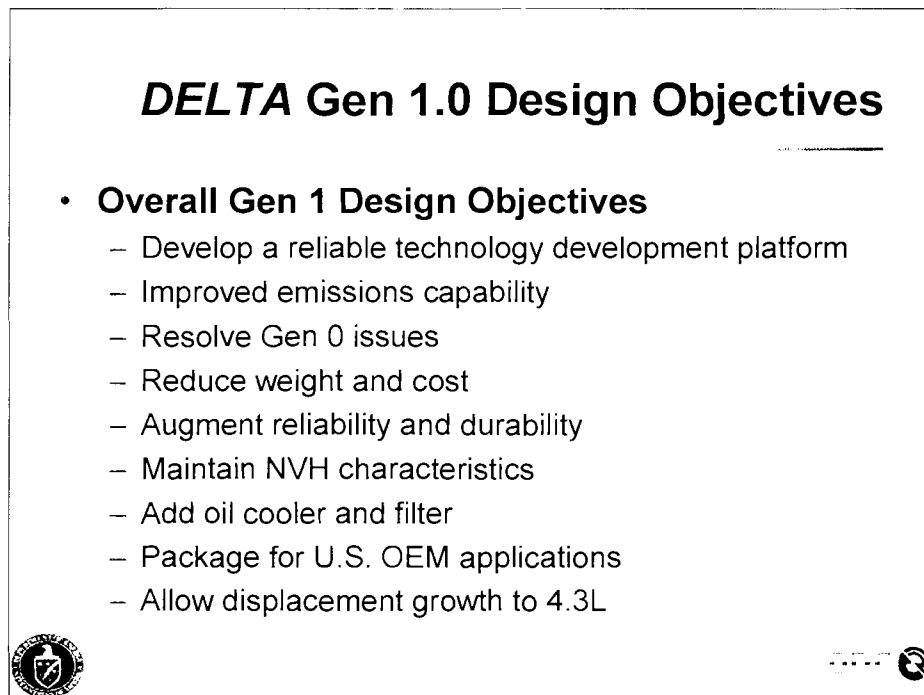 DELTA Gen 1.0 Design Objectives
• Overall Gen 1 Design Objectives
– Develop a reliable technology development platform
– Improved emissions capability
– Resolve Gen 0 issues
– Reduce weight and cost
– Augment reliability and durability
– Maintain NVH characteristics
– Add oil cooler and filter
– Package for U.S. OEM applications
– Allow displacement growth to 4.3L